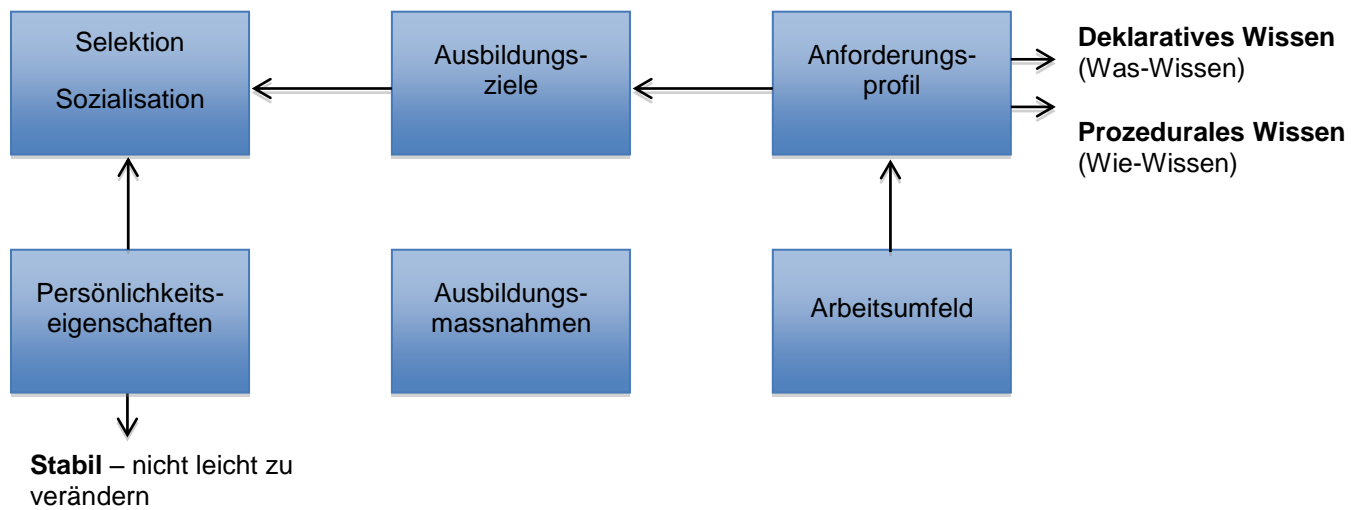 Selektion
Sozialisation
Ausbildungs-
ziele
Anforderungs-
profil
Deklaratives Wissen
(Was-Wissen)
Prozedurales Wissen
(Wie-Wissen)
Persönlichkeits-
eigenschaften
Ausbildungs-
massnahmen
Arbeitsumfeld
Stabil – nicht leicht zu
verändern